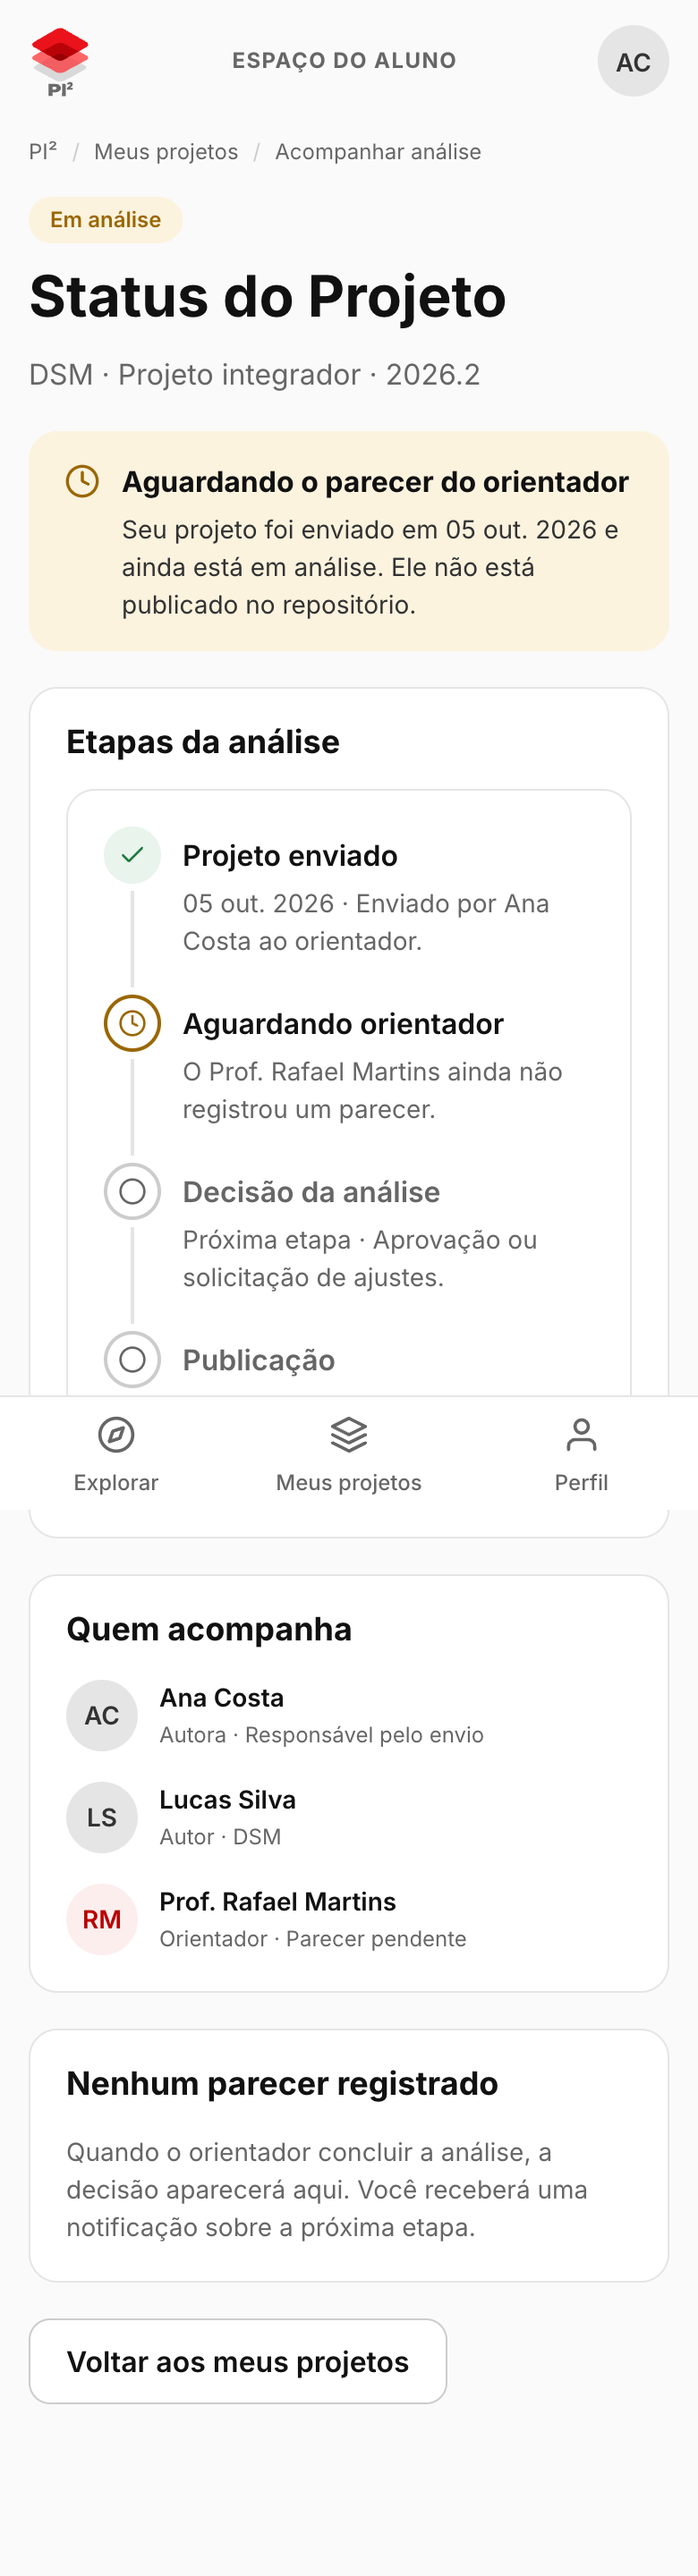 PI²
ESPAÇO DO ALUNO
AC
PI² / Meus projetos / Acompanhar análise
Em análise
Status do Projeto
DSM · Projeto integrador · 2026.2
Aguardando o parecer do orientador
Seu projeto foi enviado em 05 out. 2026 e
ainda está em análise. Ele não está
publicado no repositório.
Etapas da análise
Projeto enviado
05 out. 2026 · Enviado por Ana
Costa ao orientador.
Aguardando orientador
O Prof. Rafael Martins ainda não
registrou um parecer.
Decisão da análise
Próxima etapa · Aprovação ou
solicitação de ajustes.
Publicação
Explorar
Meus projetos
Perfil
Quem acompanha
AC
Ana Costa
Autora · Responsável pelo envio
LS
Lucas Silva
Autor · DSM
RM
Prof. Rafael Martins
Orientador · Parecer pendente
Nenhum parecer registrado
Quando o orientador concluir a análise, a
decisão aparecerá aqui. Você receberá uma
notificação sobre a próxima etapa.
Voltar aos meus projetos